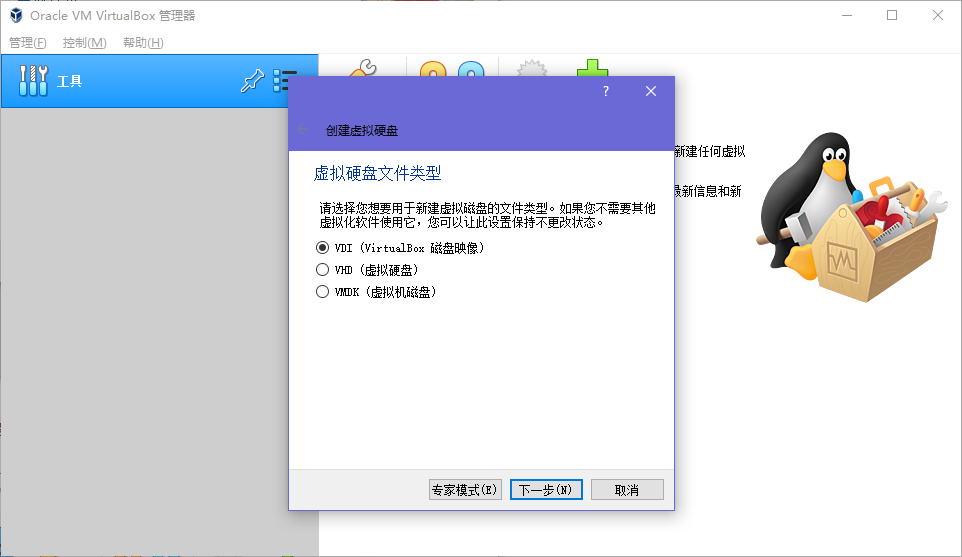 Oracle VM VirtualBox 管理器
管理(F)
控制(M)
帮助(H)
工具
?
创建虚拟硬盘
新建任何虚拟
最新信息和新
虚拟硬盘文件类型
请选择您想要用于新建虚拟磁盘的文件类型。如果您不需要其他
虚拟化软件使用它，您可以让此设置保持不更改状态。
VDI (VirtualBox 磁盘映像)
VHD (虚拟硬盘)
VMDK (虚拟机磁盘)
专家模式(E)
下一步(N)
取消